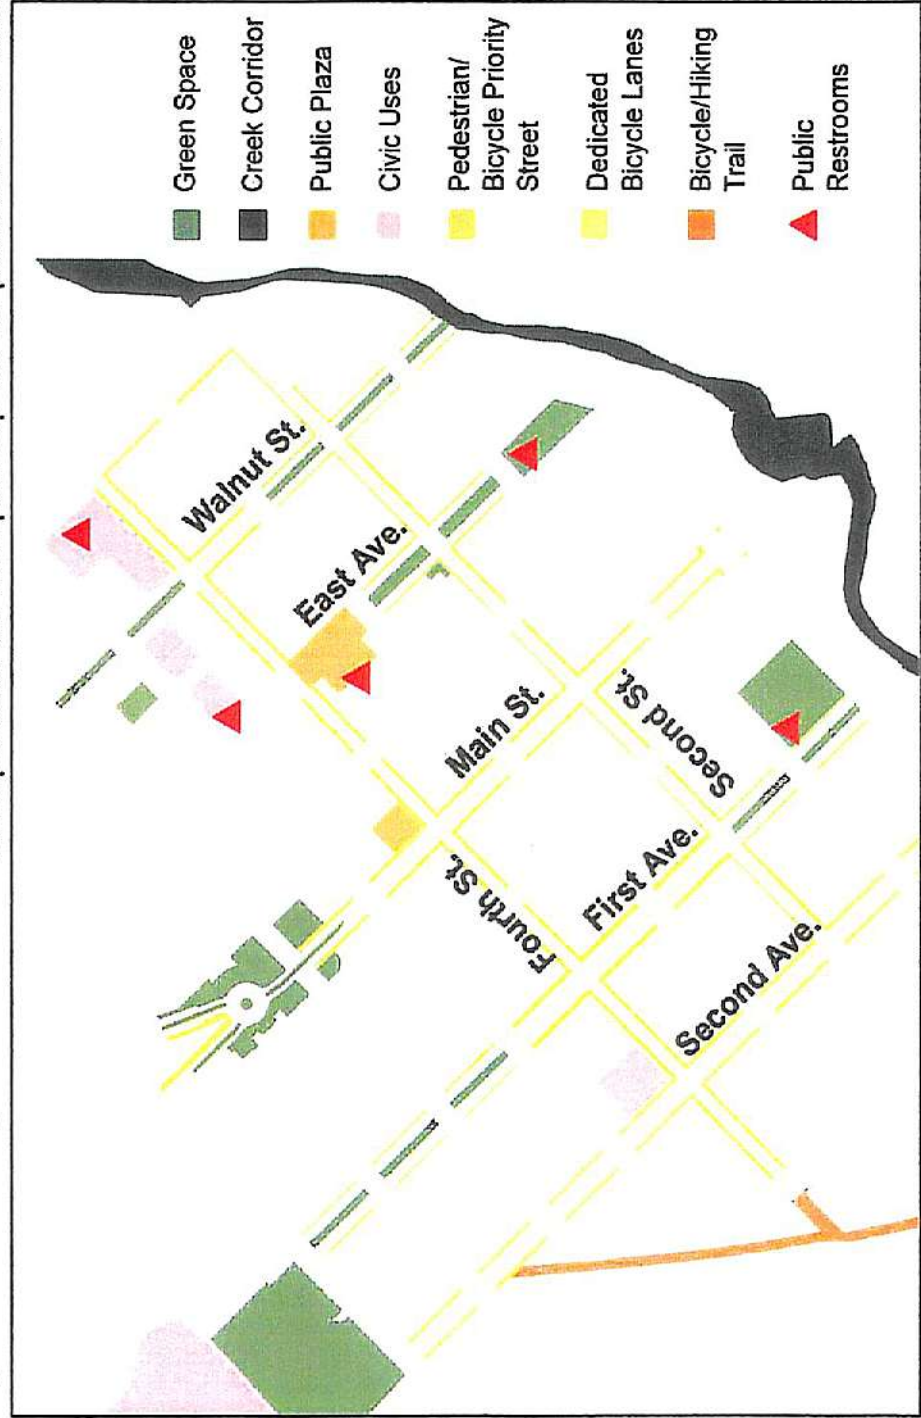 Green Space
Creek Corridor
Public Plaza
Civic Uses
Pedestrian/
Bicycle Priority
Street
Dedicated
Bicycle Lanes
Bicycle/Hiking
Trail
Public
Restrooms
Walnut St.
East Ave.
Main St.
Second St.
Fourth St.
First Ave.
Second Ave.